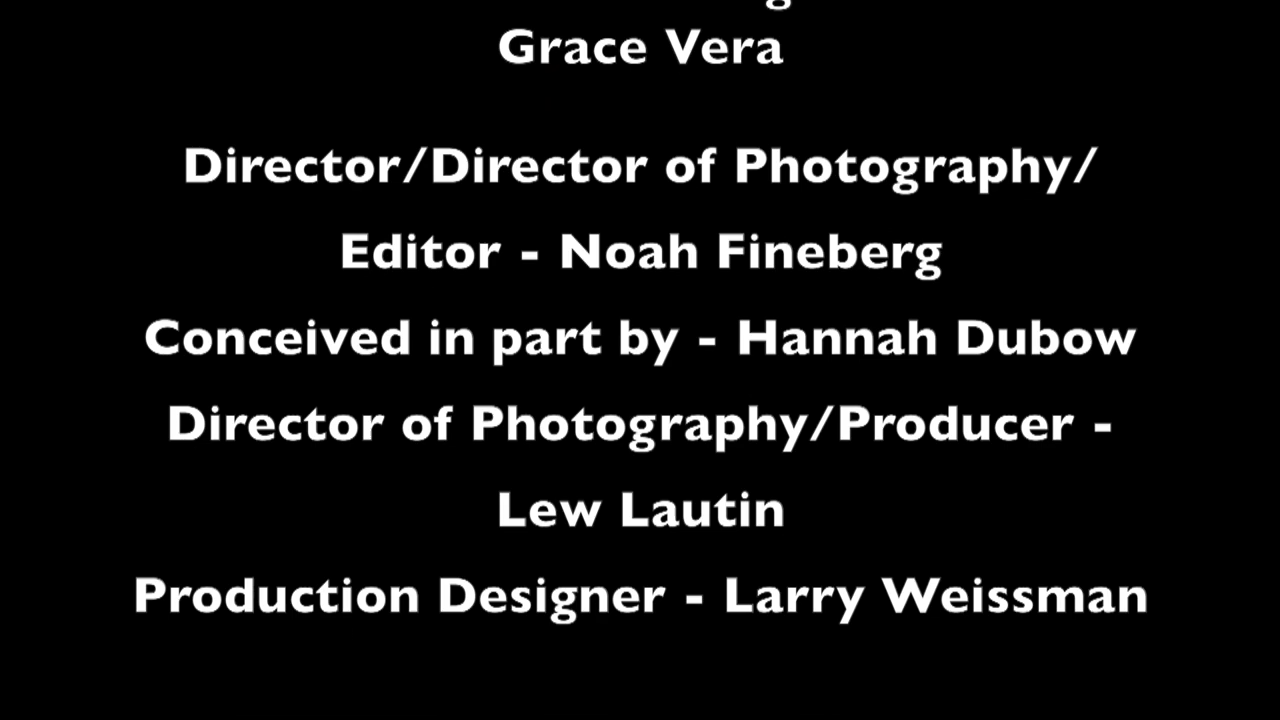 Grace Vera
Director/Director of Photography/
Editor - Noah Fineberg
Conceived in part by - Hannah Dubow
Director of Photography/Producer -
Lew Lautin
Production Designer - Larry Weissman